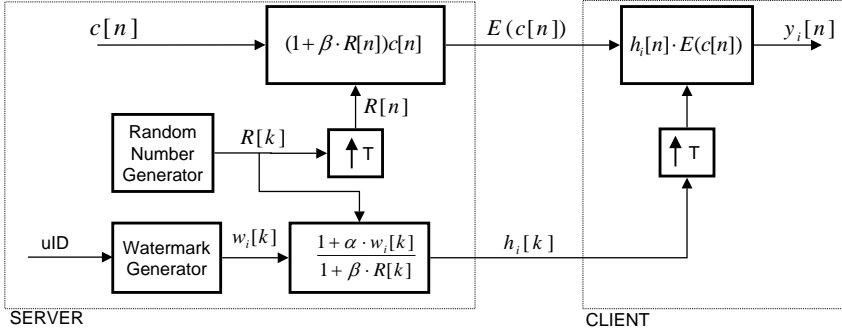 c[n]
(1+ β · R[n])c[n]
E(c[n])
h_i[n] · E(c[n])
y_i[n]
R[n]
Random
Number
Generator
R[k]
↑ T
↑ T
uID
Watermark
Generator
w_i[k]
1+ α · w_i[k]
1+ β · R[k]
h_i[k]
SERVER
CLIENT